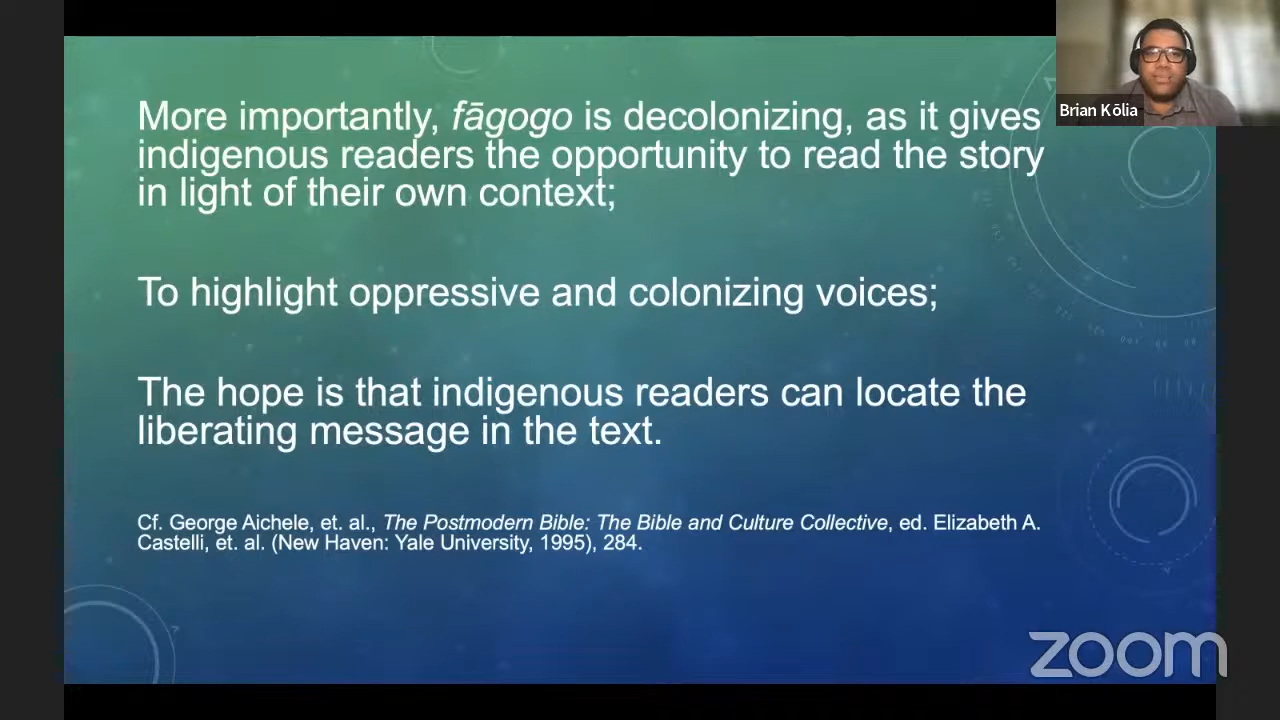 More importantly, fāgogo is decolonizing, as it gives
indigenous readers the opportunity to read the story
in light of their own context;
To highlight oppressive and colonizing voices;
The hope is that indigenous readers can locate the
liberating message in the text.
Cf. George Aichele, et. al., The Postmodern Bible: The Bible and Culture Collective, ed. Elizabeth A.
Castelli, et. al. (New Haven: Yale University, 1995), 284.
Brian Kōlia
zoom